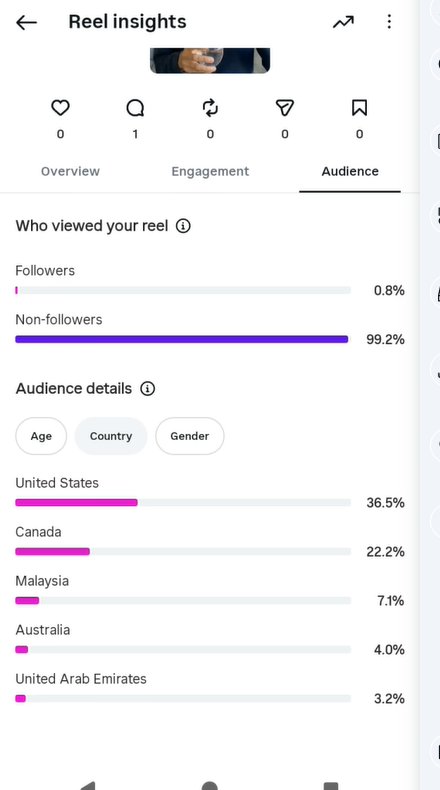 Reel insights
0 1 0 0 0
Overview Engagement Audience
Who viewed your reel
Followers
0.8%
Non-followers
99.2%
Audience details
Age Country Gender
United States
36.5%
Canada
22.2%
Malaysia
7.1%
Australia
4.0%
United Arab Emirates
3.2%